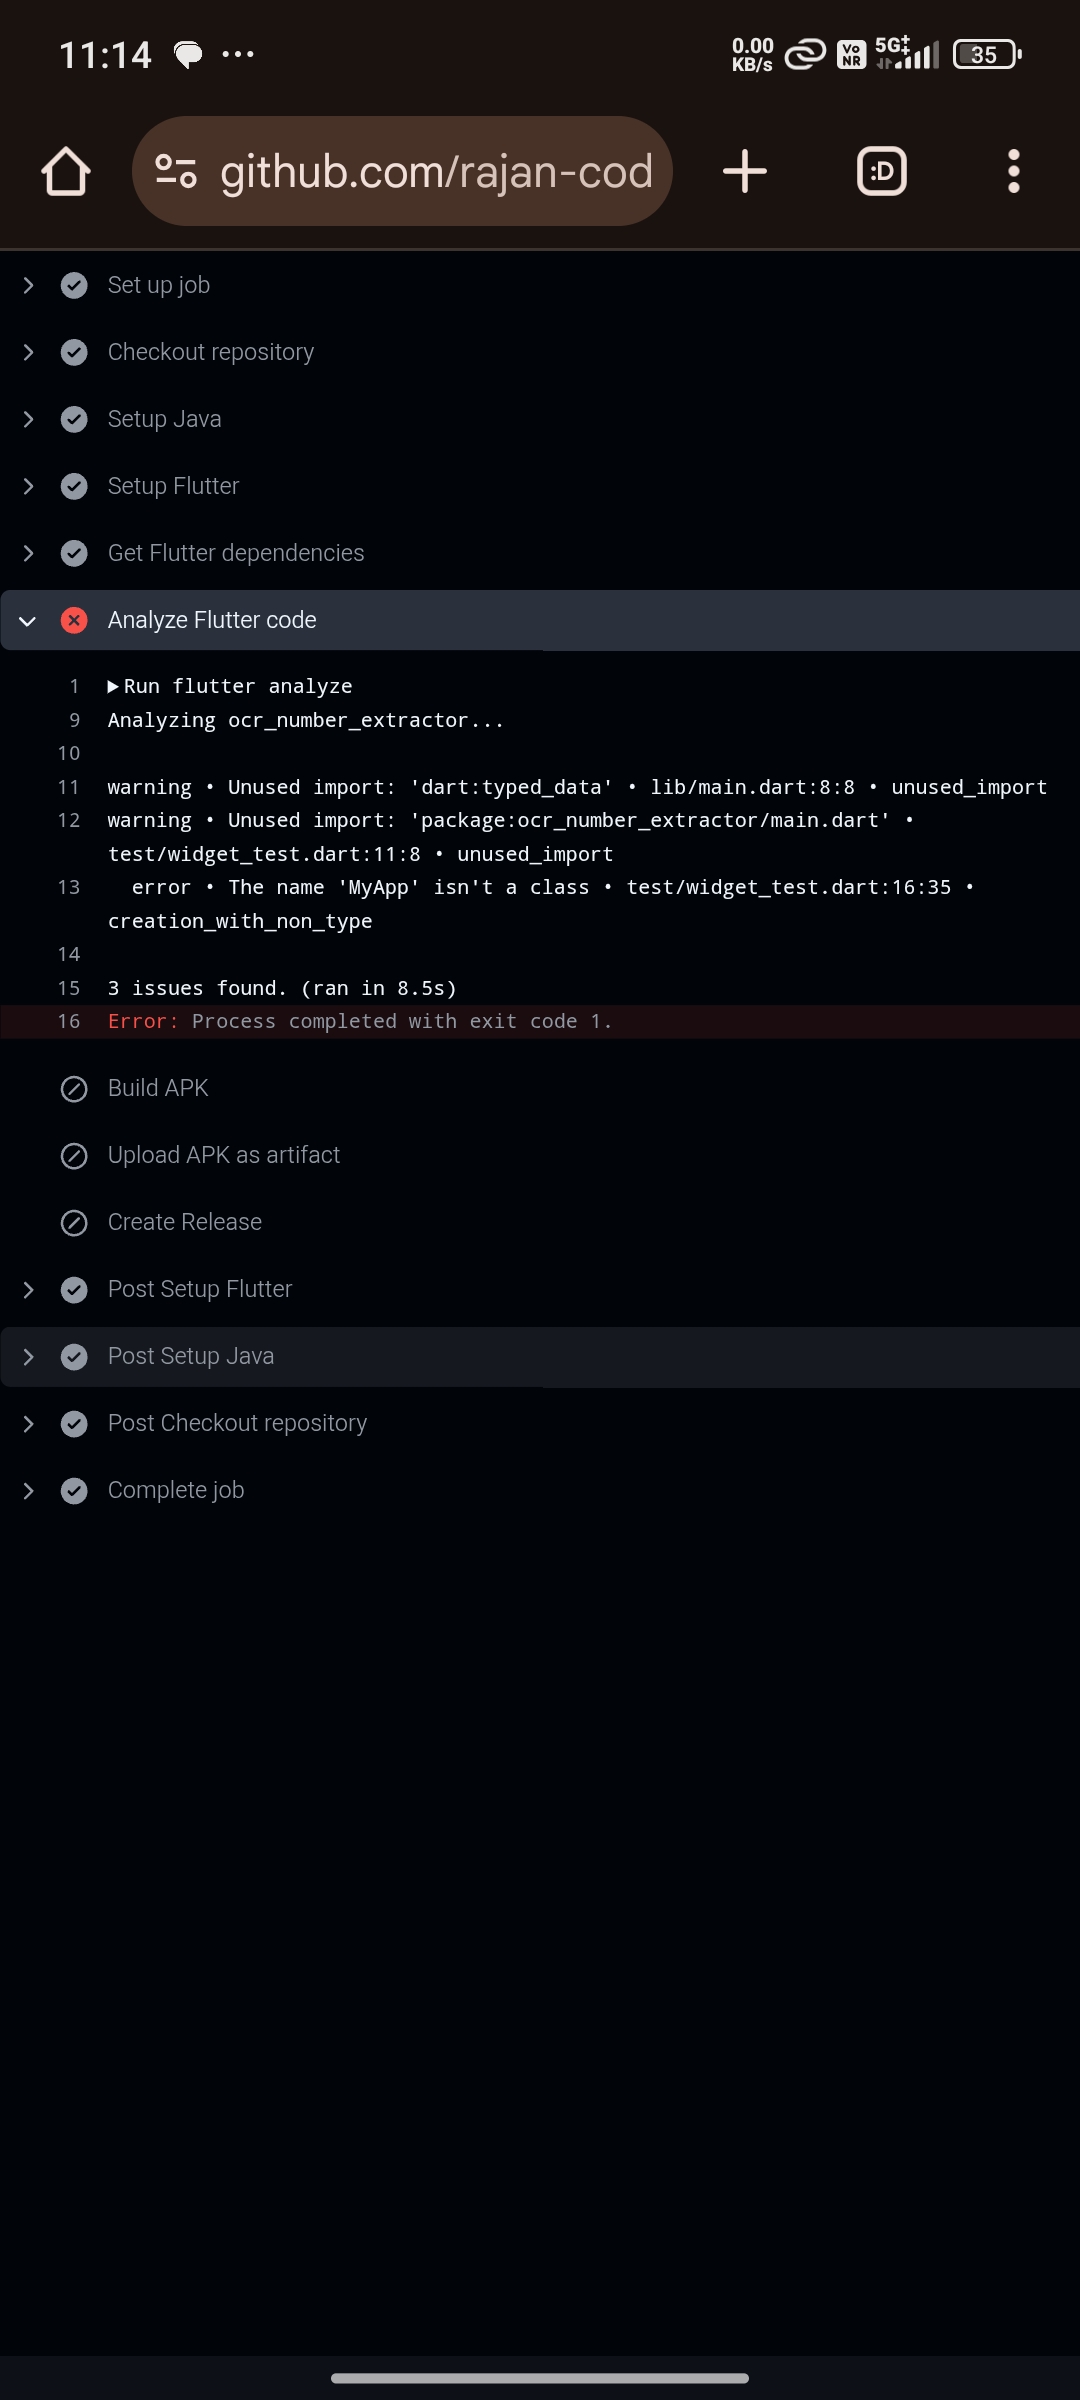 11:14 ...
0.00 KB/s Vo NR 5G‡ 35
github.com/rajan-cod :D
Set up job
Checkout repository
Setup Java
Setup Flutter
Get Flutter dependencies
Analyze Flutter code
1 ▶Run flutter analyze
9 Analyzing ocr_number_extractor...
10
11 warning • Unused import: 'dart:typed_data' • lib/main.dart:8:8 • unused_import
12 warning • Unused import: 'package:ocr_number_extractor/main.dart' •
test/widget_test.dart:11:8 • unused_import
13 error • The name 'MyApp' isn't a class • test/widget_test.dart:16:35 •
creation_with_non_type
14
15 3 issues found. (ran in 8.5s)
16 Error: Process completed with exit code 1.
Build APK
Upload APK as artifact
Create Release
Post Setup Flutter
Post Setup Java
Post Checkout repository
Complete job